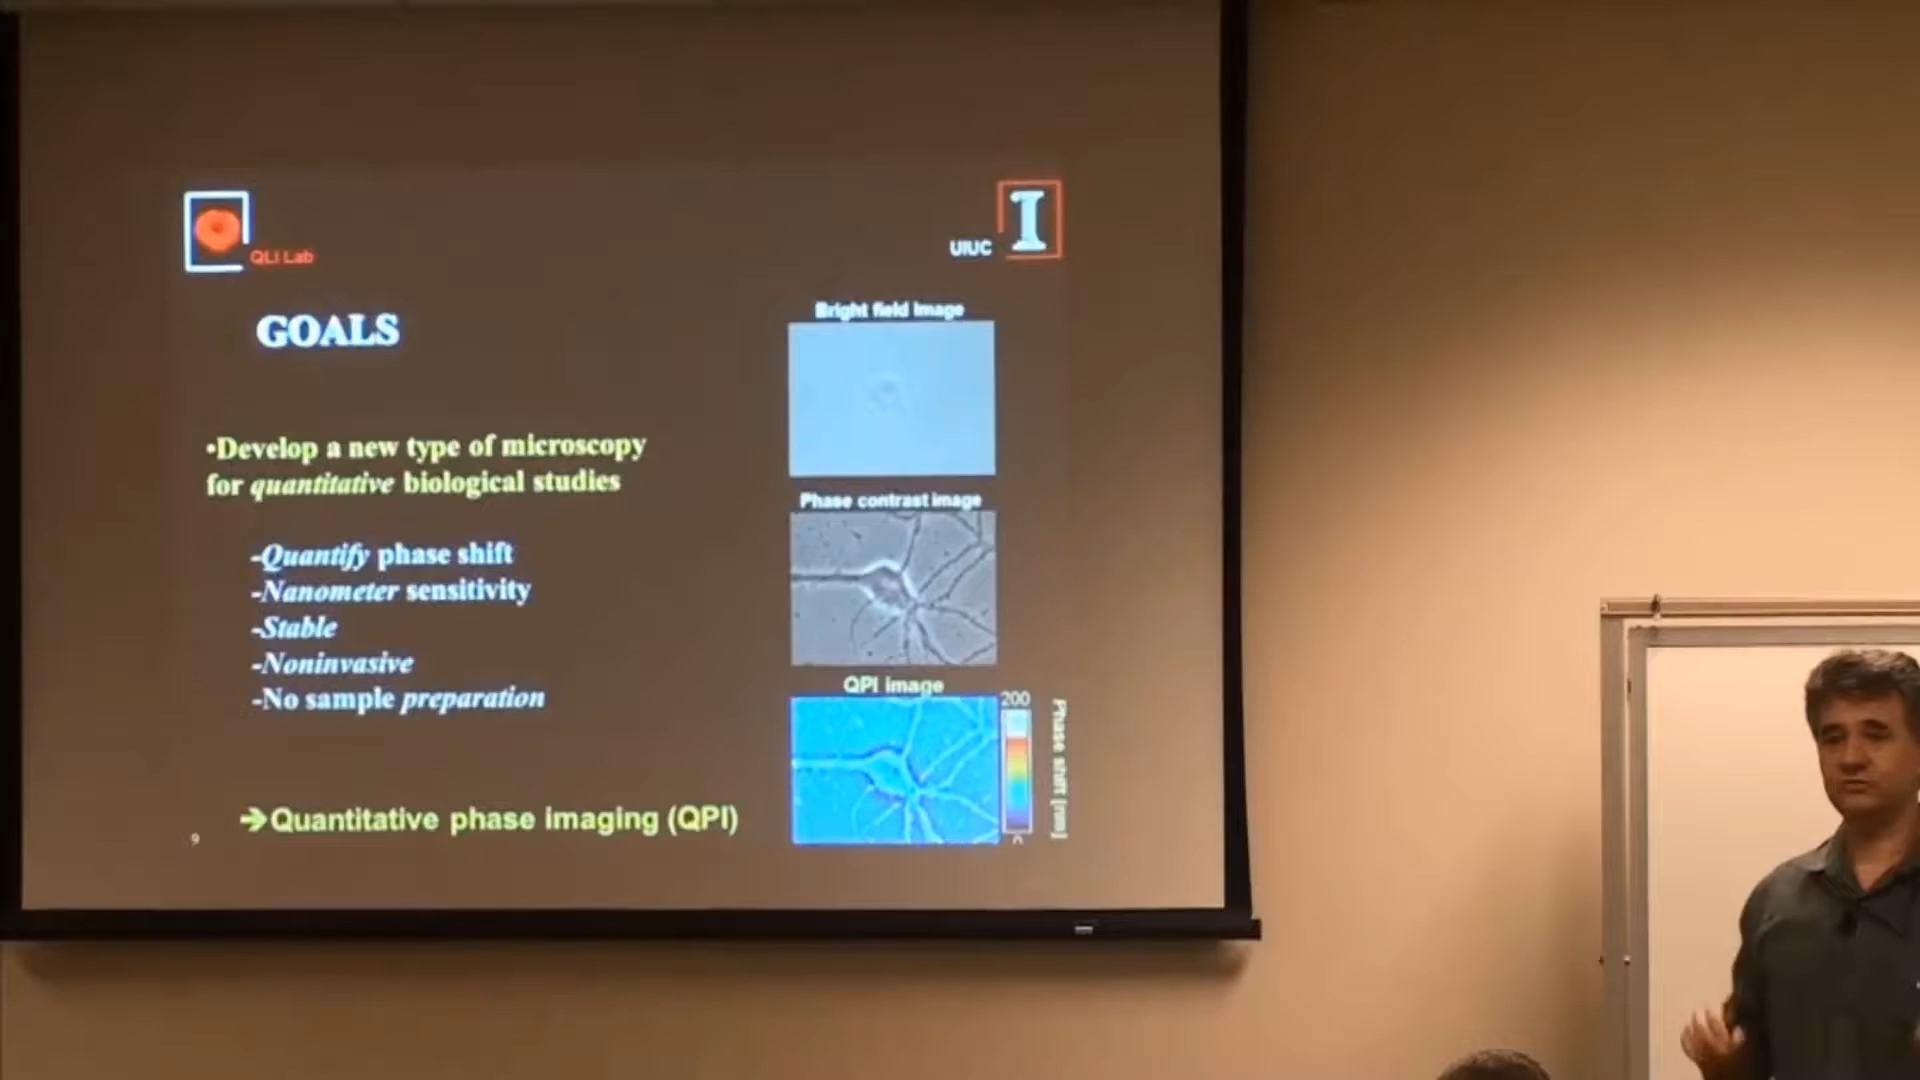 QLI Lab
UIUC
I
GOALS
•Develop a new type of microscopy
for quantitative biological studies
-Quantify phase shift
-Nanometer sensitivity
-Stable
-Noninvasive
-No sample preparation
➔Quantitative phase imaging (QPI)
9
Bright field image
Phase contrast image
QPI image
200
0
Phase shift [nm]